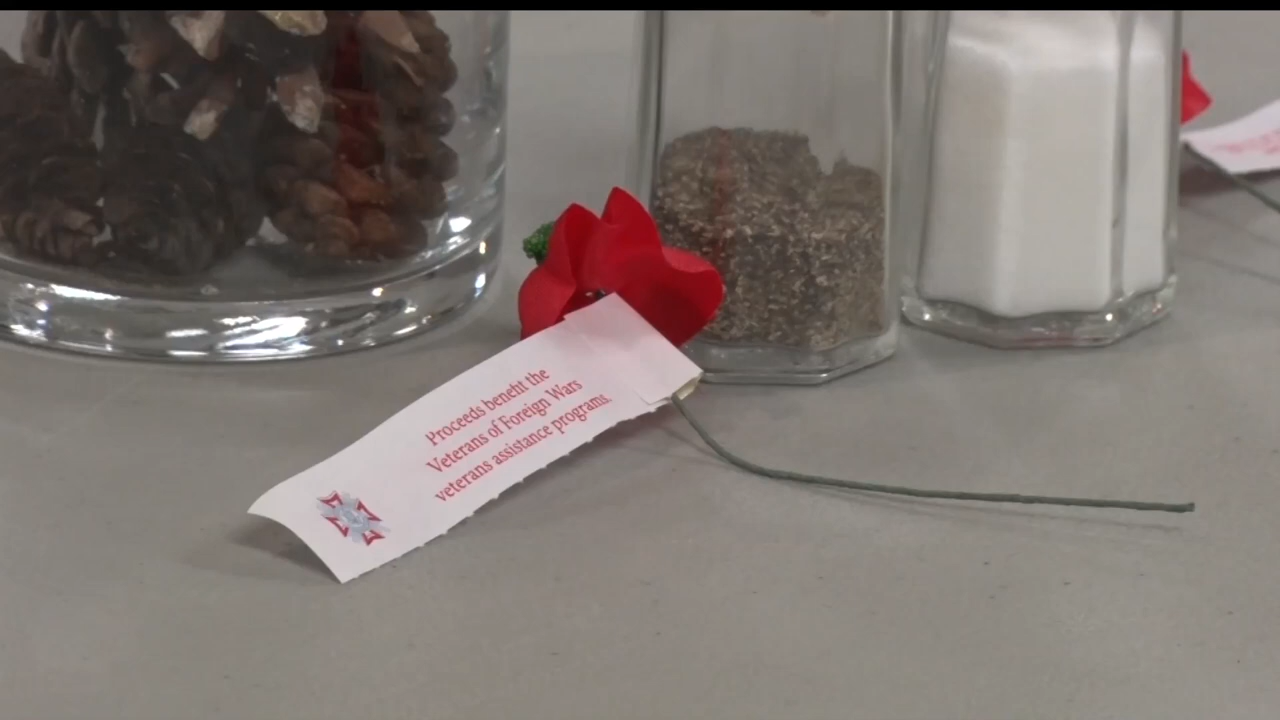 Proceeds benefit the
Veterans of Foreign Wars
veterans assistance programs.